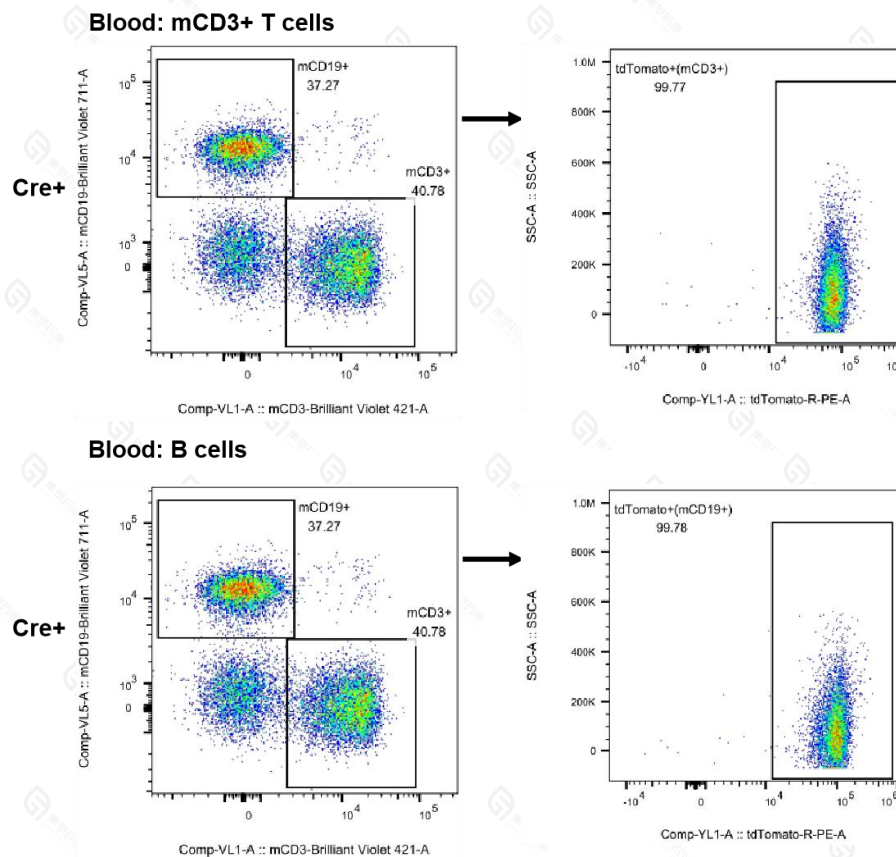 Blood: mCD3+ T cells
Cre+
Comp-VL5-A :: mCD19-Brilliant Violet 711-A
10^5
10^4
10^3
0
mCD19+
37.27
mCD3+
40.78
0
10^4
10^5
Comp-VL1-A :: mCD3-Brilliant Violet 421-A
SSC-A :: SSC-A
1.0M
800K
600K
400K
200K
0
tdTomato+(mCD3+)
99.77
-10^4
0
10^4
10^5
Comp-YL1-A :: tdTomato-R-PE-A
Blood: B cells
Cre+
Comp-VL5-A :: mCD19-Brilliant Violet 711-A
10^5
10^4
10^3
0
mCD19+
37.27
mCD3+
40.78
0
10^4
10^5
Comp-VL1-A :: mCD3-Brilliant Violet 421-A
SSC-A :: SSC-A
1.0M
800K
600K
400K
200K
0
tdTomato+(mCD19+)
99.78
-10^4
0
10^4
10^5
Comp-YL1-A :: tdTomato-R-PE-A